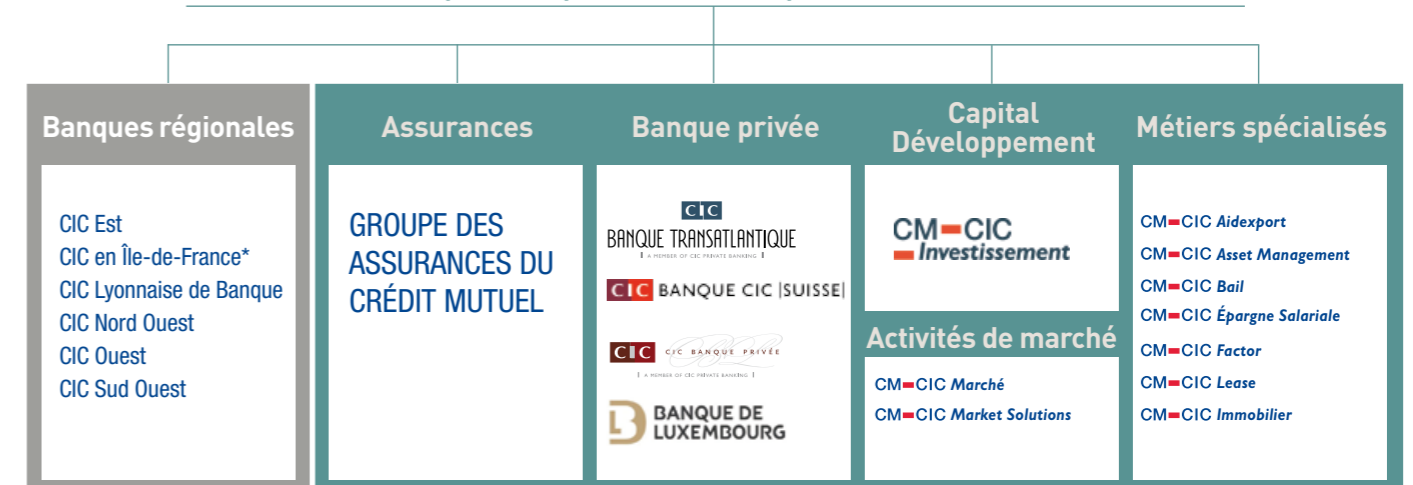 Banques régionales
CIC Est
CIC en Île-de-France*
CIC Lyonnaise de Banque
CIC Nord Ouest
CIC Ouest
CIC Sud Ouest
Assurances
GROUPE DES
ASSURANCES DU
CRÉDIT MUTUEL
Banque privée
CIC
BANQUE TRANSATLANTIQUE
A MEMBER OF CIC PRIVATE BANKING
CIC BANQUE CIC |SUISSE|
CIC CIC BANQUE PRIVÉE
A MEMBER OF CIC PRIVATE BANKING
BANQUE DE
LUXEMBOURG
Capital
Développement
CM-CIC
Investissement
Activités de marché
CM-CIC Marché
CM-CIC Market Solutions
Métiers spécialisés
CM-CIC Aidexport
CM-CIC Asset Management
CM-CIC Bail
CM-CIC Épargne Salariale
CM-CIC Factor
CM-CIC Lease
CM-CIC Immobilier